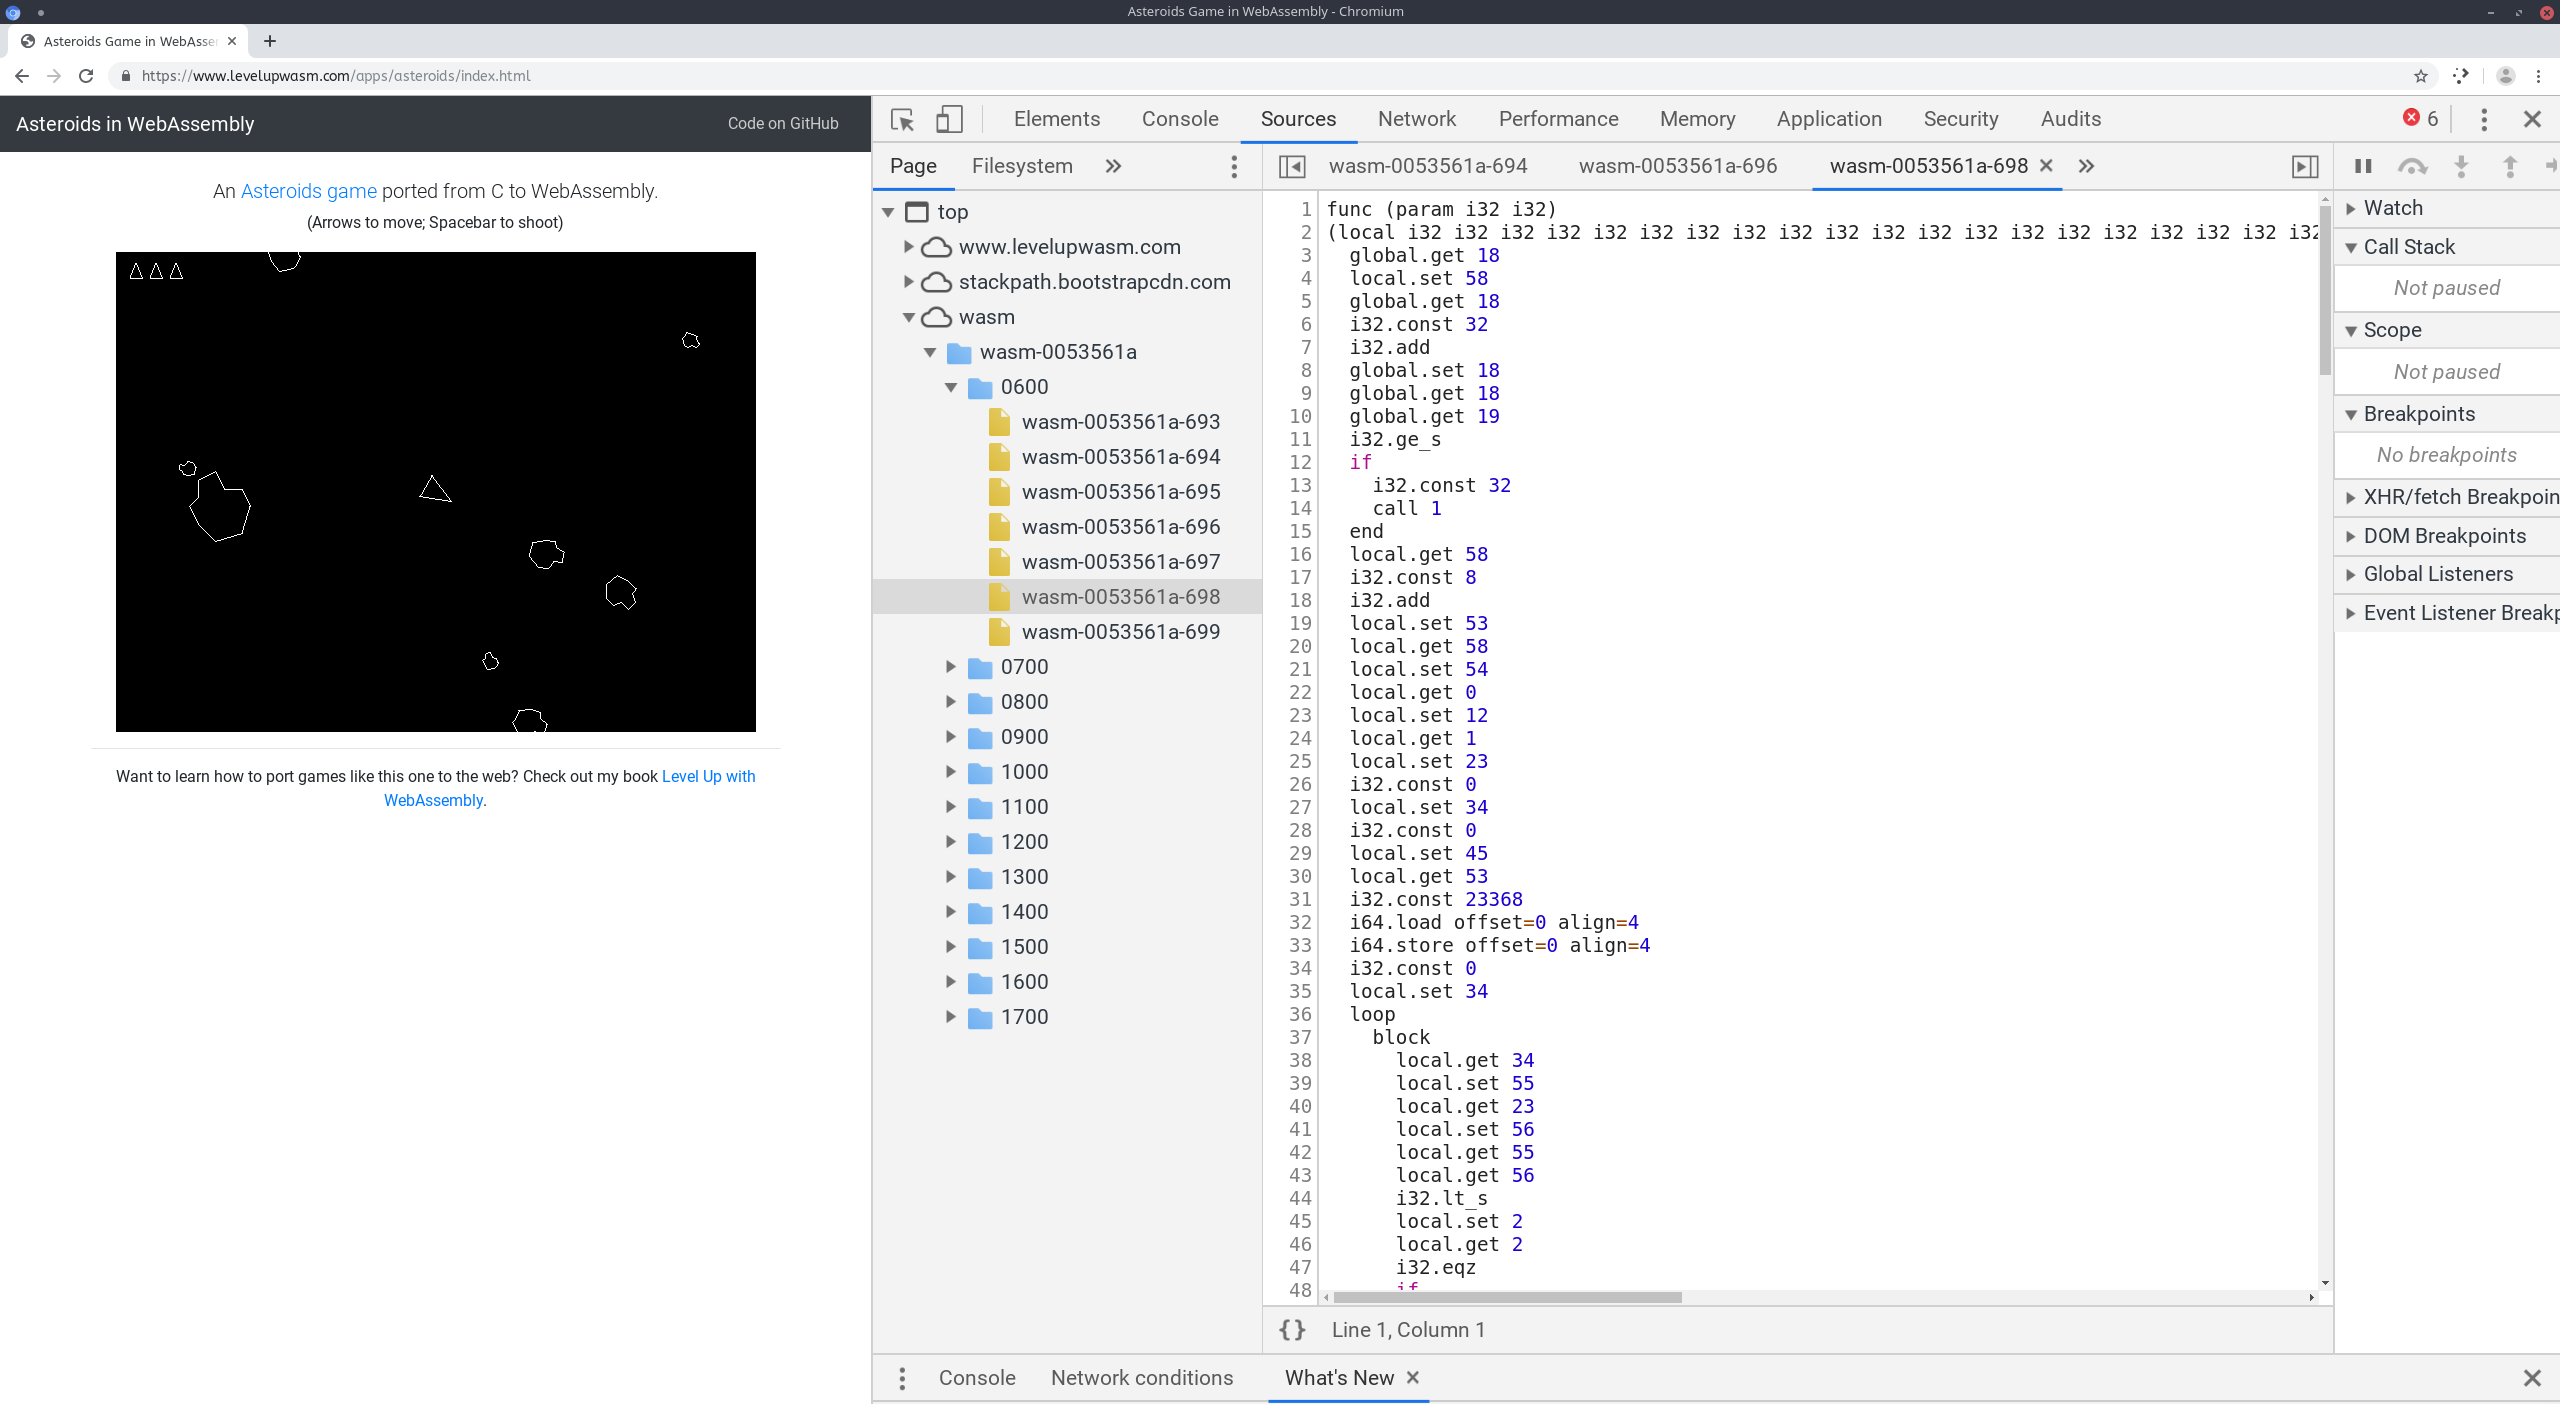 Asteroids Game in WebAssembly - Chromium
Asteroids Game in WebAsse
https://www.levelupwasm.com/apps/asteroids/index.html
Asteroids in WebAssembly
Code on GitHub
An Asteroids game ported from C to WebAssembly.
(Arrows to move; Spacebar to shoot)
Want to learn how to port games like this one to the web? Check out my book Level Up with
WebAssembly.
Elements Console Sources Network Performance Memory Application Security Audits
6
Page Filesystem
top
www.levelupwasm.com
stackpath.bootstrapcdn.com
wasm
wasm-0053561a
0600
wasm-0053561a-693
wasm-0053561a-694
wasm-0053561a-695
wasm-0053561a-696
wasm-0053561a-697
wasm-0053561a-698
wasm-0053561a-699
0700
0800
0900
1000
1100
1200
1300
1400
1500
1600
1700
wasm-0053561a-694 wasm-0053561a-696 wasm-0053561a-698
1 func (param i32 i32)
2 (local i32 i32 i32 i32 i32 i32 i32 i32 i32 i32 i32 i32 i32 i32 i32 i32 i32 i32 i32 i32
3 global.get 18
4 local.set 58
5 global.get 18
6 i32.const 32
7 i32.add
8 global.set 18
9 global.get 18
10 global.get 19
11 i32.ge_s
12 if
13 i32.const 32
14 call 1
15 end
16 local.get 58
17 i32.const 8
18 i32.add
19 local.set 53
20 local.get 58
21 local.set 54
22 local.get 0
23 local.set 12
24 local.get 1
25 local.set 23
26 i32.const 0
27 local.set 34
28 i32.const 0
29 local.set 45
30 local.get 53
31 i32.const 23368
32 i64.load offset=0 align=4
33 i64.store offset=0 align=4
34 i32.const 0
35 local.set 34
36 loop
37 block
38 local.get 34
39 local.set 55
40 local.get 23
41 local.set 56
42 local.get 55
43 local.get 56
44 i32.lt_s
45 local.set 2
46 local.get 2
47 i32.eqz
48 if
{} Line 1, Column 1
Watch
Call Stack
Not paused
Scope
Not paused
Breakpoints
No breakpoints
XHR/fetch Breakpoin
DOM Breakpoints
Global Listeners
Event Listener Breakp
Console Network conditions What's New